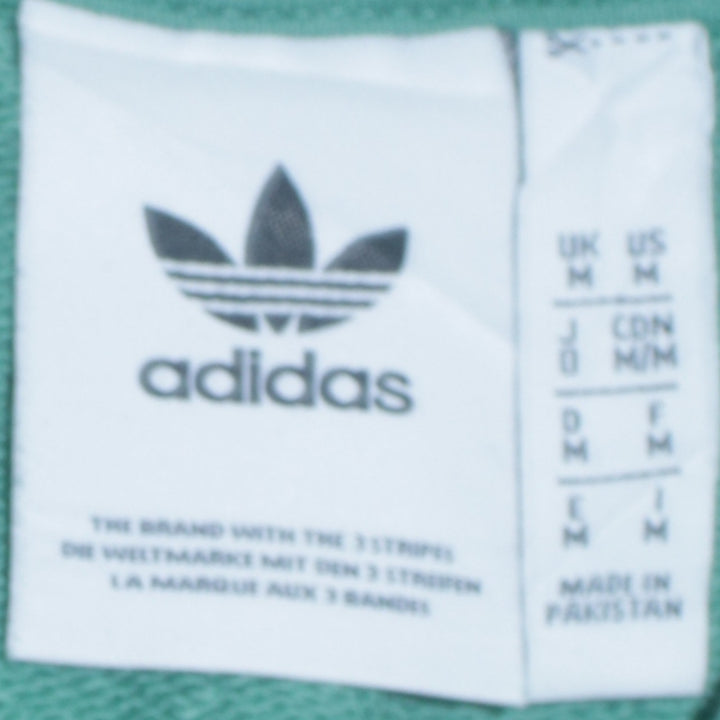 adidas
THE BRAND WITH THE 3 STRIPES
DIE WELTMARKE MIT DEN 3 STREIFEN
LA MARQUE AUX 3 BANDES
UK US
M M
J CDN
O M/M
D F
M M
E I
M M
MADE IN
PAKISTAN